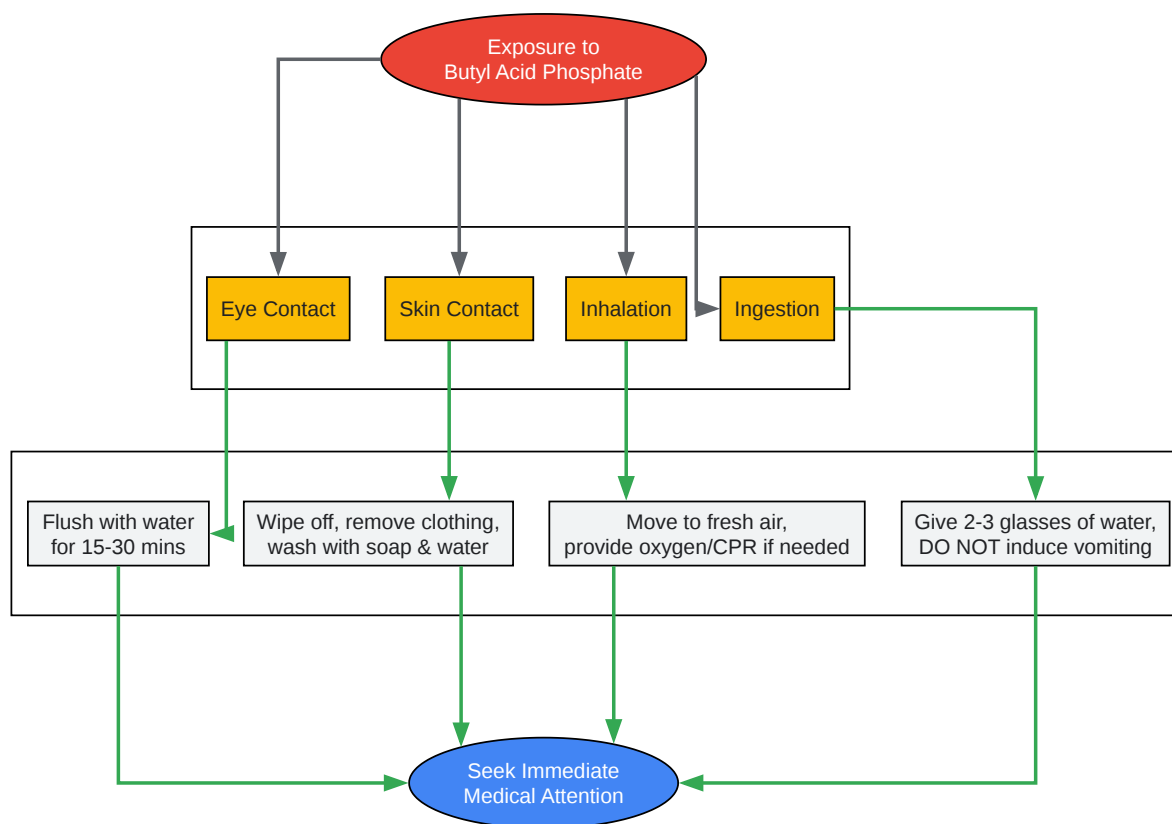 Exposure to
Butyl Acid Phosphate
Eye Contact
Skin Contact
Inhalation
Ingestion
Flush with water
for 15-30 mins
Wipe off, remove clothing,
wash with soap & water
Move to fresh air,
provide oxygen/CPR if needed
Give 2-3 glasses of water,
DO NOT induce vomiting
Seek Immediate
Medical Attention